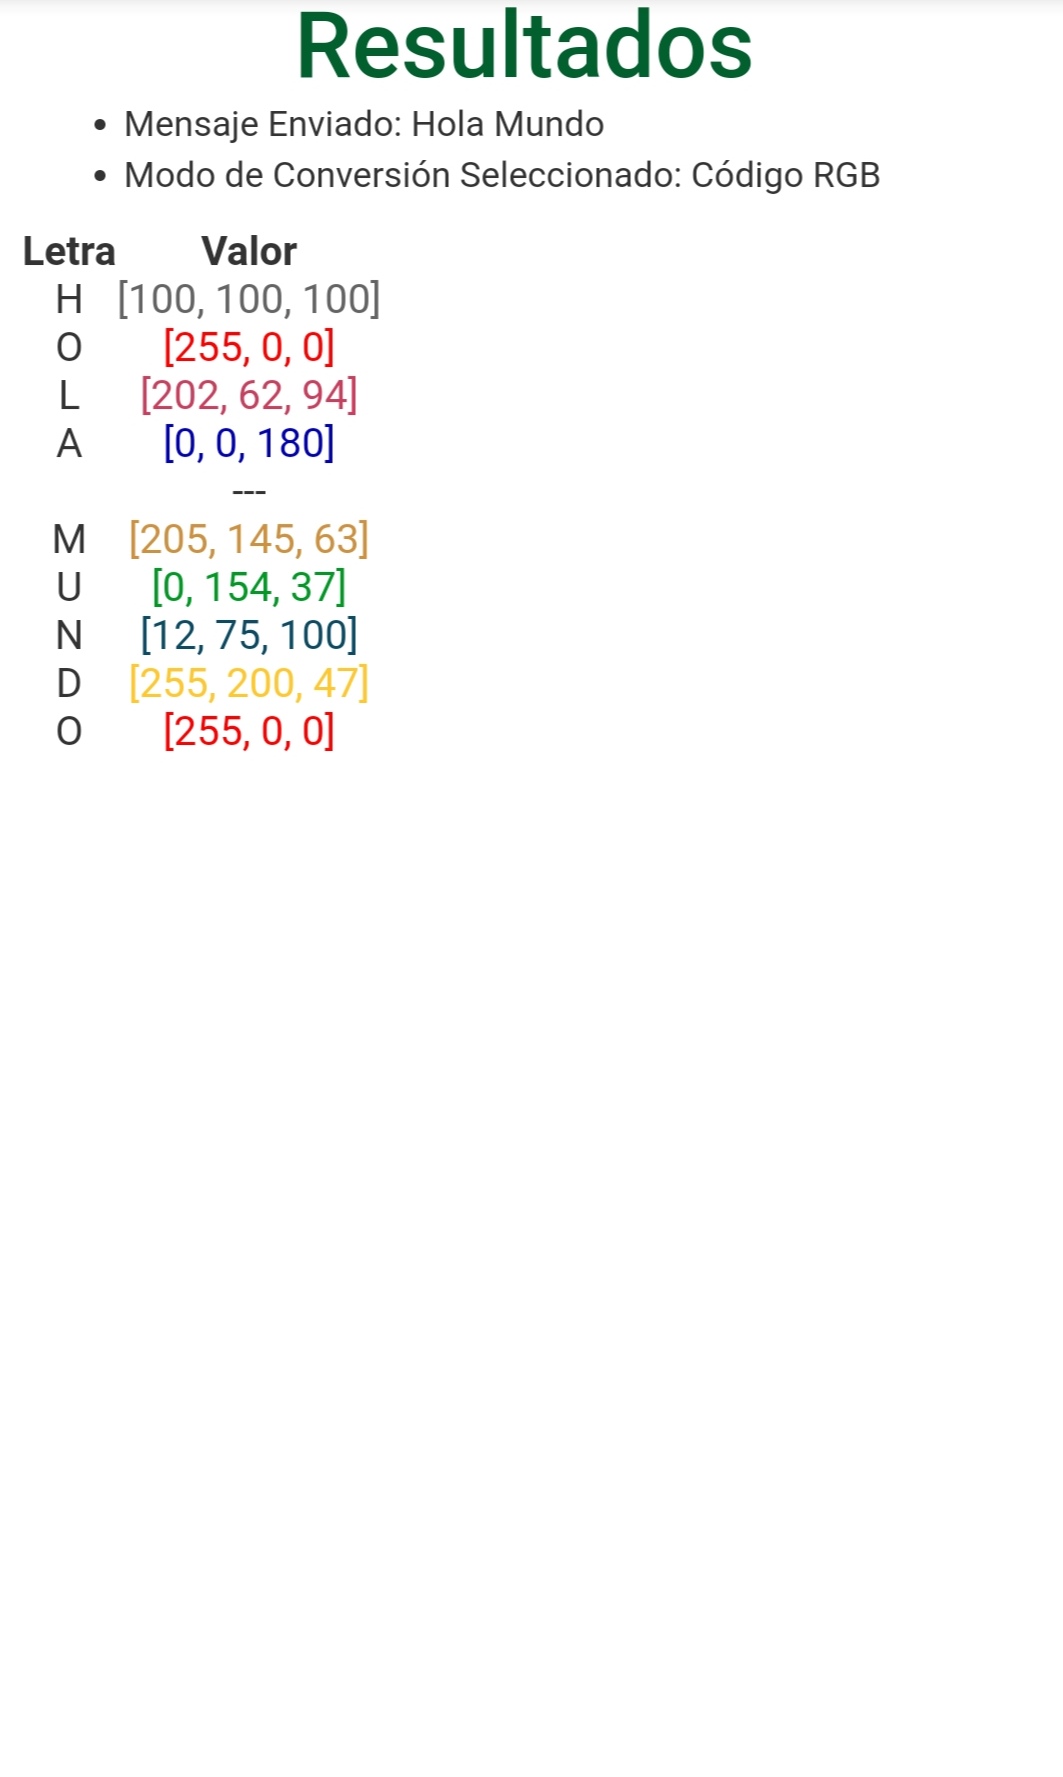 Resultados
Mensaje Enviado: Hola Mundo
Modo de Conversión Seleccionado: Código RGB
Letra Valor
H [100, 100, 100]
O [255, 0, 0]
L [202, 62, 94]
A [0, 0, 180]
---
M [205, 145, 63]
U [0, 154, 37]
N [12, 75, 100]
D [255, 200, 47]
O [255, 0, 0]